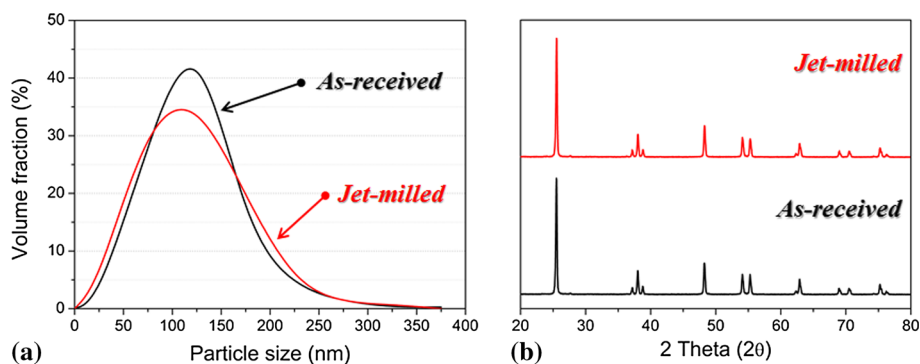 50
40
30
20
10
0
Volume fraction (%)
As-received
Jet-milled
0 50 100 150 200 250 300 350 400
Particle size (nm)
(a)
Jet-milled
As-received
20 30 40 50 60 70 80
2 Theta (2θ)
(b)